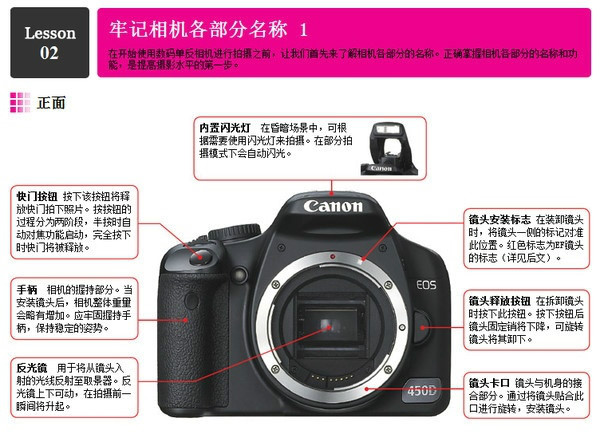 Lesson
02
牢记相机各部分名称 1
在开始使用数码单反相机进行拍摄之前，让我们首先来了解相机各部分的名称。正确掌握相机各部分的名称和功
能，是提高摄影水平的第一步。
正面
内置闪光灯 在昏暗场景中，可根
据需要使用闪光灯来拍摄。在部分拍
摄模式下会自动闪光。
快门按钮 按下该按钮将释
放快门拍下照片。按按钮的
过程分为两阶段，半按时自
动对焦功能启动，完全按下
时快门将被释放。
手柄 相机的握持部分。当
安装镜头后，相机整体重量
会略有增加。应牢固握持手
柄，保持稳定的姿势。
反光镜 用于将从镜头入
射的光线反射至取景器。反
光镜上下可动，在拍摄前一
瞬间将升起。
Canon
EOS
450D
镜头安装标志 在装卸镜头
时，将镜头一侧的标记对准
此位置。红色标志为EF镜头
的标志（详见后文）。
镜头释放按钮 在拆卸镜头
时按下此按钮。按下按钮后
镜头固定销将下降，可旋转
镜头将其卸下。
镜头卡口 镜头与机身的接
合部分。通过将镜头贴合此
口进行旋转，安装镜头。